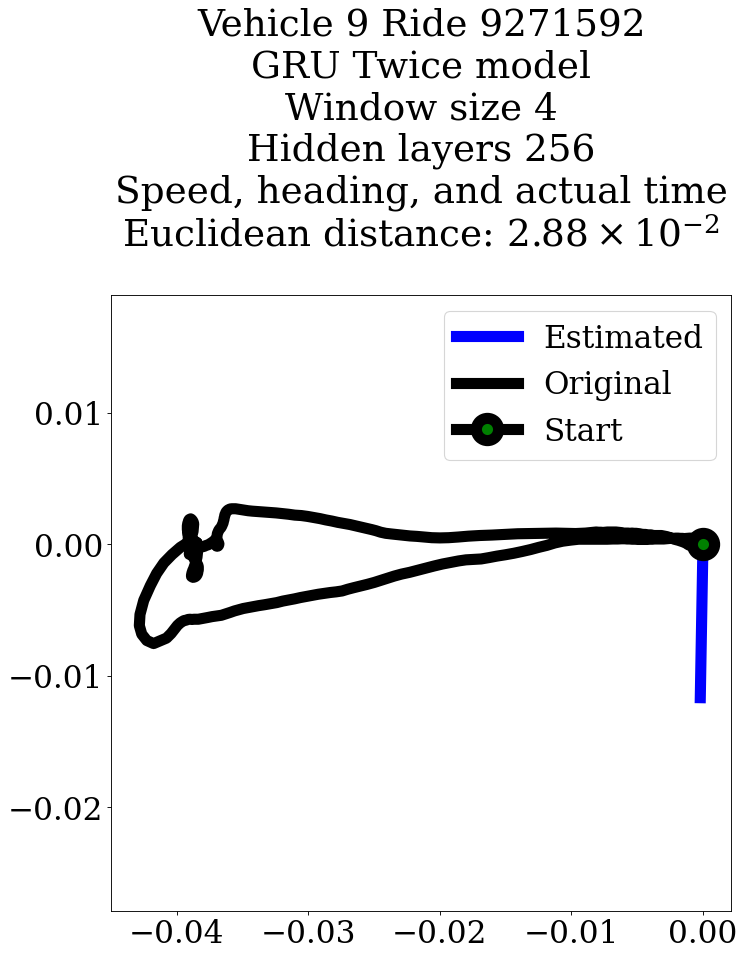 Vehicle 9 Ride 9271592
GRU Twice model
Window size 4
Hidden layers 256
Speed, heading, and actual time
Euclidean distance: 2.88 × 10⁻²
Estimated
Original
Start
0.01
0.00
−0.01
−0.02
−0.04
−0.03
−0.02
−0.01
0.00